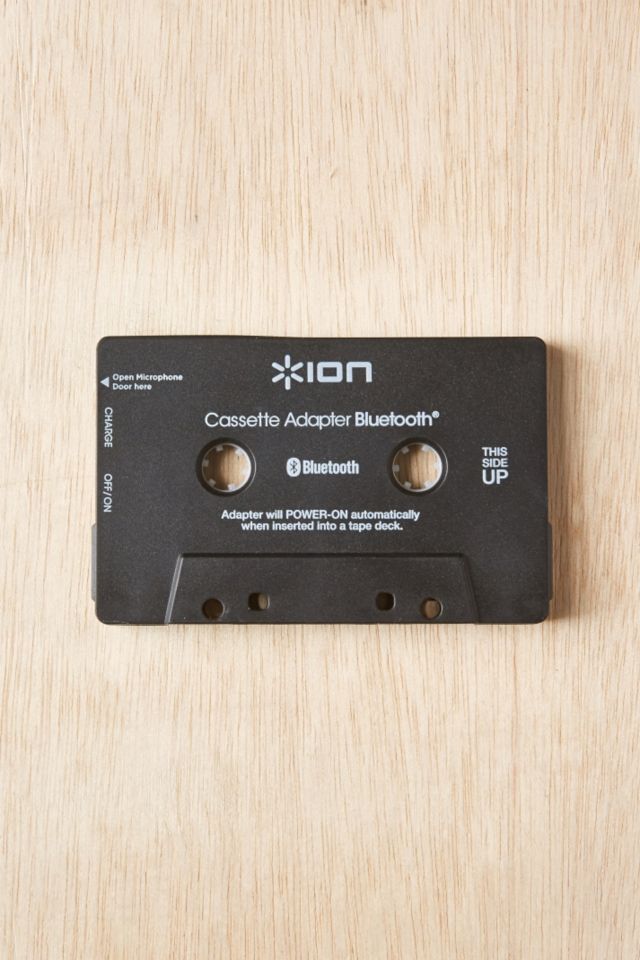 ION
Open Microphone
Door here
Cassette Adapter Bluetooth®
CHARGE
Bluetooth
THIS
SIDE
UP
OFF/ON
Adapter will POWER-ON automatically
when inserted into a tape deck.